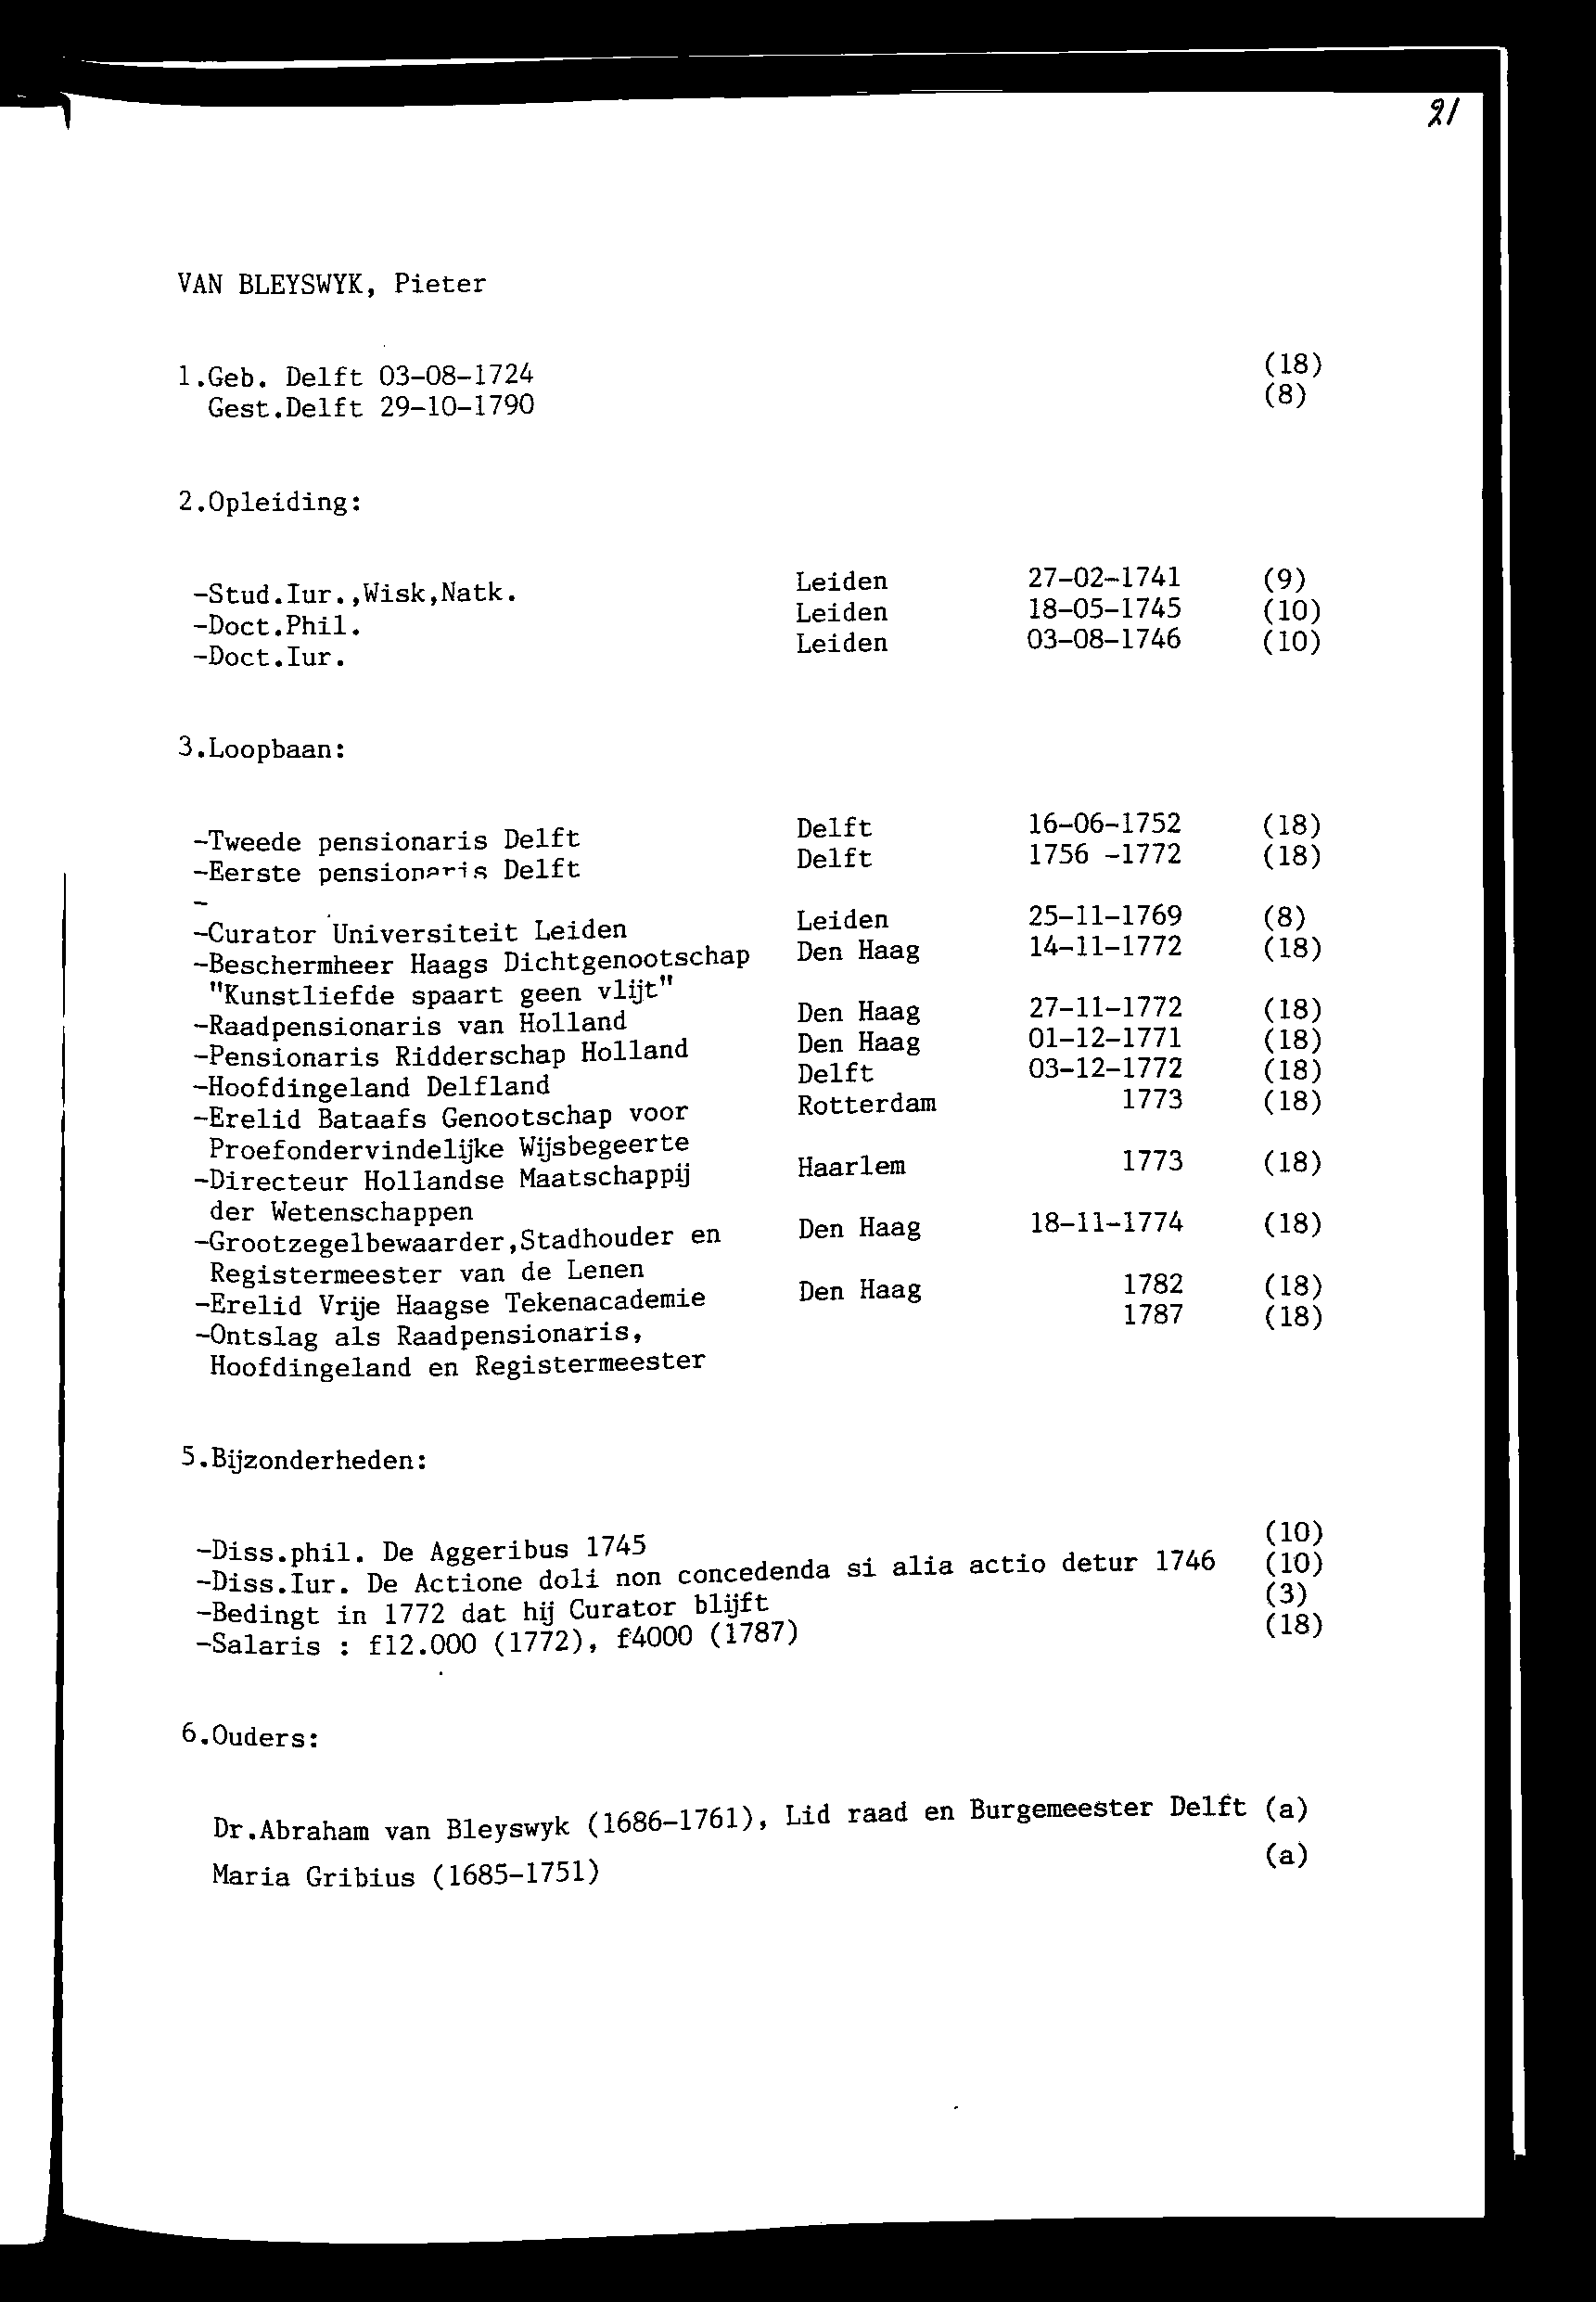 21
VAN BLEYSWYK, Pieter
1.Geb. Delft 03-08-1724 (18)
Gest.Delft 29-10-1790 (8)
2.Opleiding:
-Stud.Iur.,Wisk,Natk. Leiden 27-02-1741 (9)
-Doct.Phil. Leiden 18-05-1745 (10)
-Doct.Iur. Leiden 03-08-1746 (10)
3.Loopbaan:
-Tweede pensionaris Delft Delft 16-06-1752 (18)
-Eerste pensionaris Delft Delft 1756 -1772 (18)
-
-Curator Universiteit Leiden Leiden 25-11-1769 (8)
-Beschermheer Haags Dichtgenootschap Den Haag 14-11-1772 (18)
"Kunstliefde spaart geen vlijt"
-Raadpensionaris van Holland Den Haag 27-11-1772 (18)
-Pensionaris Ridderschap Holland Den Haag 01-12-1771 (18)
-Hoofdingeland Delfland Delft 03-12-1772 (18)
-Erelid Bataafs Genootschap voor Rotterdam 1773 (18)
Proefondervindelijke Wijsbegeerte
-Directeur Hollandse Maatschappij Haarlem 1773 (18)
der Wetenschappen
-Grootzegelbewaarder,Stadhouder en Den Haag 18-11-1774 (18)
Registermeester van de Lenen
-Erelid Vrije Haagse Tekenacademie Den Haag 1782 (18)
-Ontslag als Raadpensionaris, 1787 (18)
Hoofdingeland en Registermeester
5.Bijzonderheden:
-Diss.phil. De Aggeribus 1745 (10)
-Diss.Iur. De Actione doli non concedenda si alia actio detur 1746 (10)
-Bedingt in 1772 dat hij Curator blijft (3)
-Salaris : f12.000 (1772), f4000 (1787) (18)
6.Ouders:
Dr.Abraham van Bleyswyk (1686-1761), Lid raad en Burgemeester Delft (a)
Maria Gribius (1685-1751) (a)